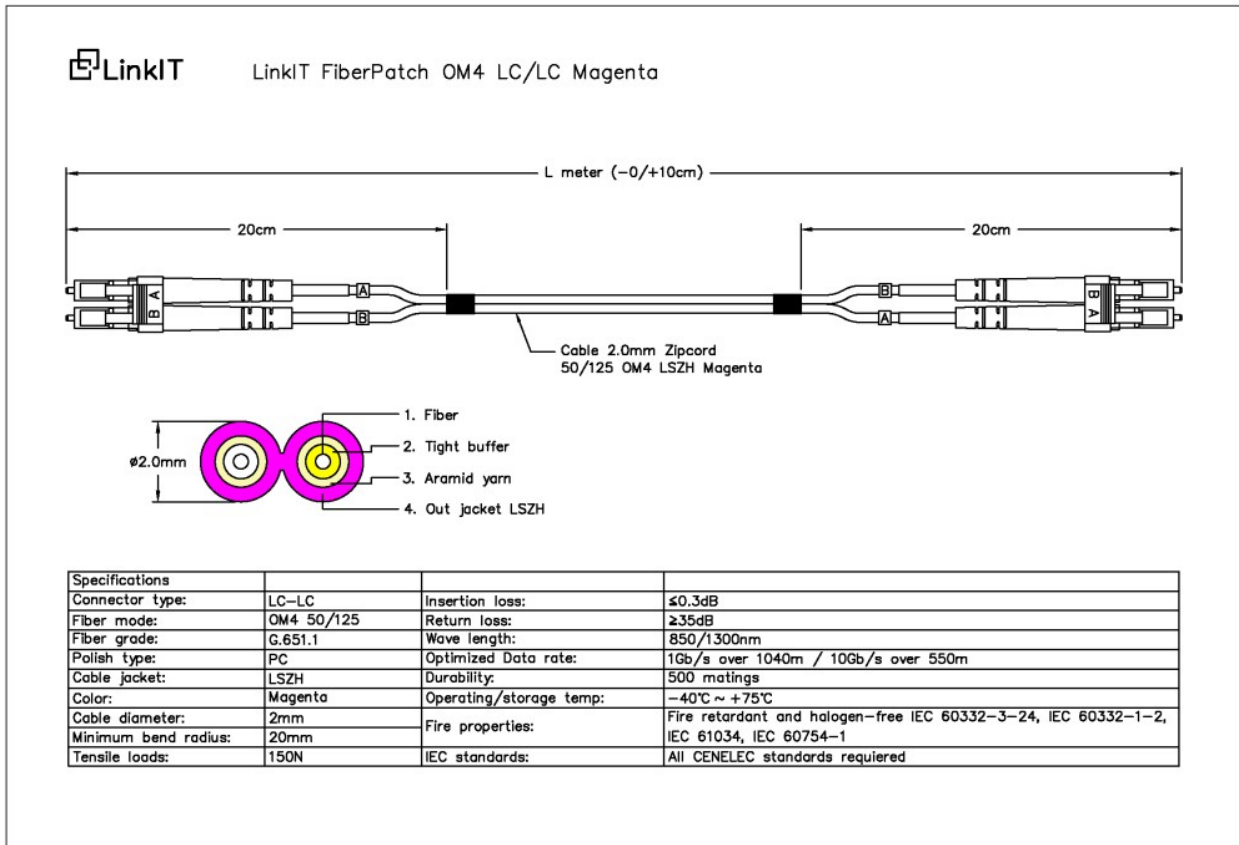 LinkIT
LinkIT FiberPatch OM4 LC/LC Magenta
L meter (-0/+10cm)
20cm
20cm
A
B
B
A
B A
B A
Cable 2.0mm Zipcord
50/125 OM4 LSZH Magenta
ø2.0mm
1. Fiber
2. Tight buffer
3. Aramid yarn
4. Out jacket LSZH
Specifications
Connector type: LC-LC Insertion loss: ≤0.3dB
Fiber mode: OM4 50/125 Return loss: ≥35dB
Fiber grade: G.651.1 Wave length: 850/1300nm
Polish type: PC Optimized Data rate: 1Gb/s over 1040m / 10Gb/s over 550m
Cable jacket: LSZH Durability: 500 matings
Color: Magenta Operating/storage temp: -40℃ ~ +75℃
Cable diameter: 2mm Fire properties: Fire retardant and halogen-free IEC 60332-3-24, IEC 60332-1-2,
Minimum bend radius: 20mm IEC 61034, IEC 60754-1
Tensile loads: 150N IEC standards: All CENELEC standards requiered